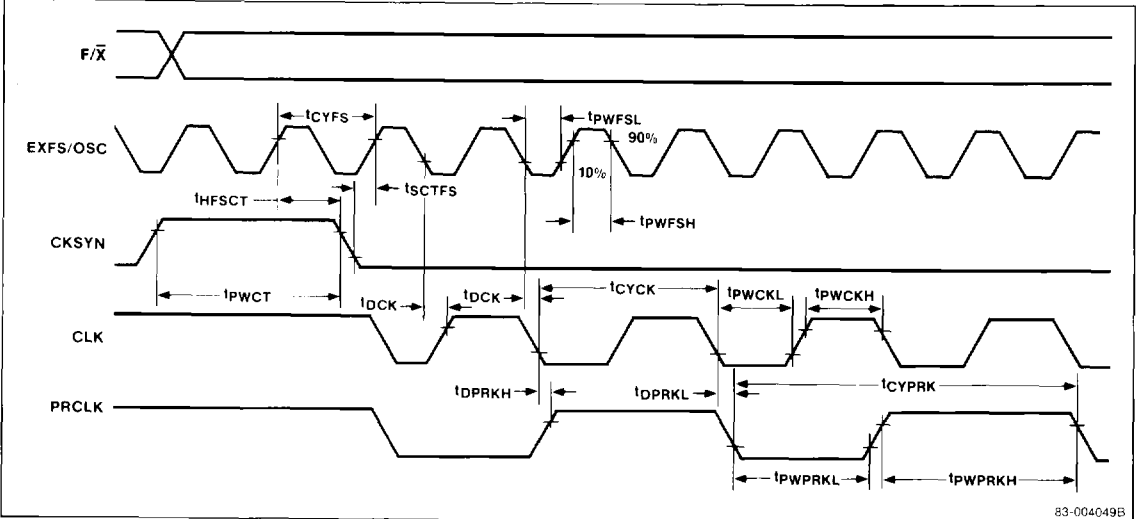 F/X̅
EXFS/OSC
tCYFS
tPWFSL
90%
10%
tSCTFS
tHFSCT
tPWFSH
CKSYN
tPWCT
tDCK
tDCK
tCYCK
tPWCKL
tPWCKH
CLK
tDPRKH
tDPRKL
tCYPRK
PRCLK
tPWPRKL
tPWPRKH
83-004049B